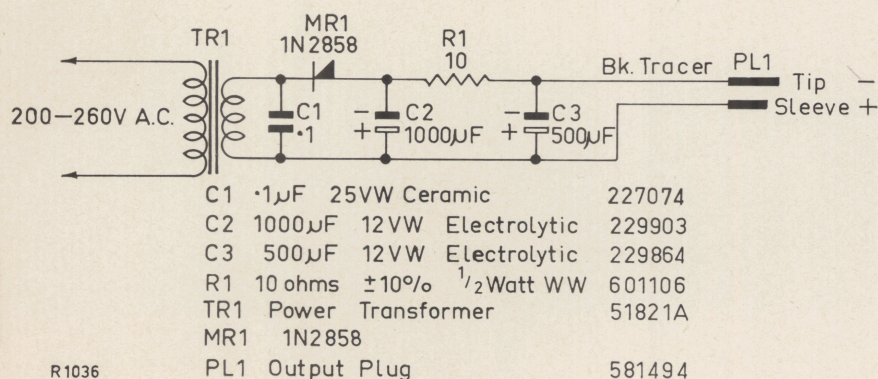 MR1
TR1 1N2858 R1
10 Bk. Tracer PL1
Tip −
200—260V A.C. C1 − C2 − C3 Sleeve +
·1 + 1000µF + 500µF
C1 ·1µF 25VW Ceramic 227074
C2 1000µF 12VW Electrolytic 229903
C3 500µF 12VW Electrolytic 229864
R1 10 ohms ±10% 1/2Watt WW 601106
TR1 Power Transformer 51821A
MR1 1N2858
R1036 PL1 Output Plug 581494